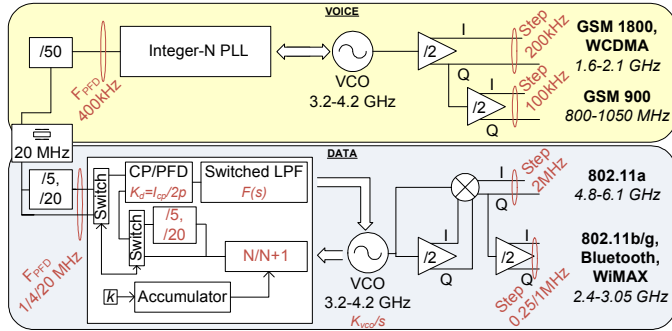 VOICE
/50
F_PFD
400kHz
Integer-N PLL
VCO
3.2-4.2 GHz
/2
I
Q
Step
200kHz
/2
I
Q
Step
100kHz
GSM 1800,
WCDMA
1.6-2.1 GHz
GSM 900
800-1050 MHz
20 MHz
DATA
/5,
/20
F_PFD
1/4/20 MHz
Switch
CP/PFD
K_d=I_cp/2p
Switched LPF
F(s)
Switch
/5,
/20
N/N+1
k
Accumulator
VCO
3.2-4.2 GHz
K_vco/s
/2
I
Q
I
Q
Step
2MHz
/2
Step
0.25/1MHz
802.11a
4.8-6.1 GHz
802.11b/g,
Bluetooth,
WiMAX
2.4-3.05 GHz